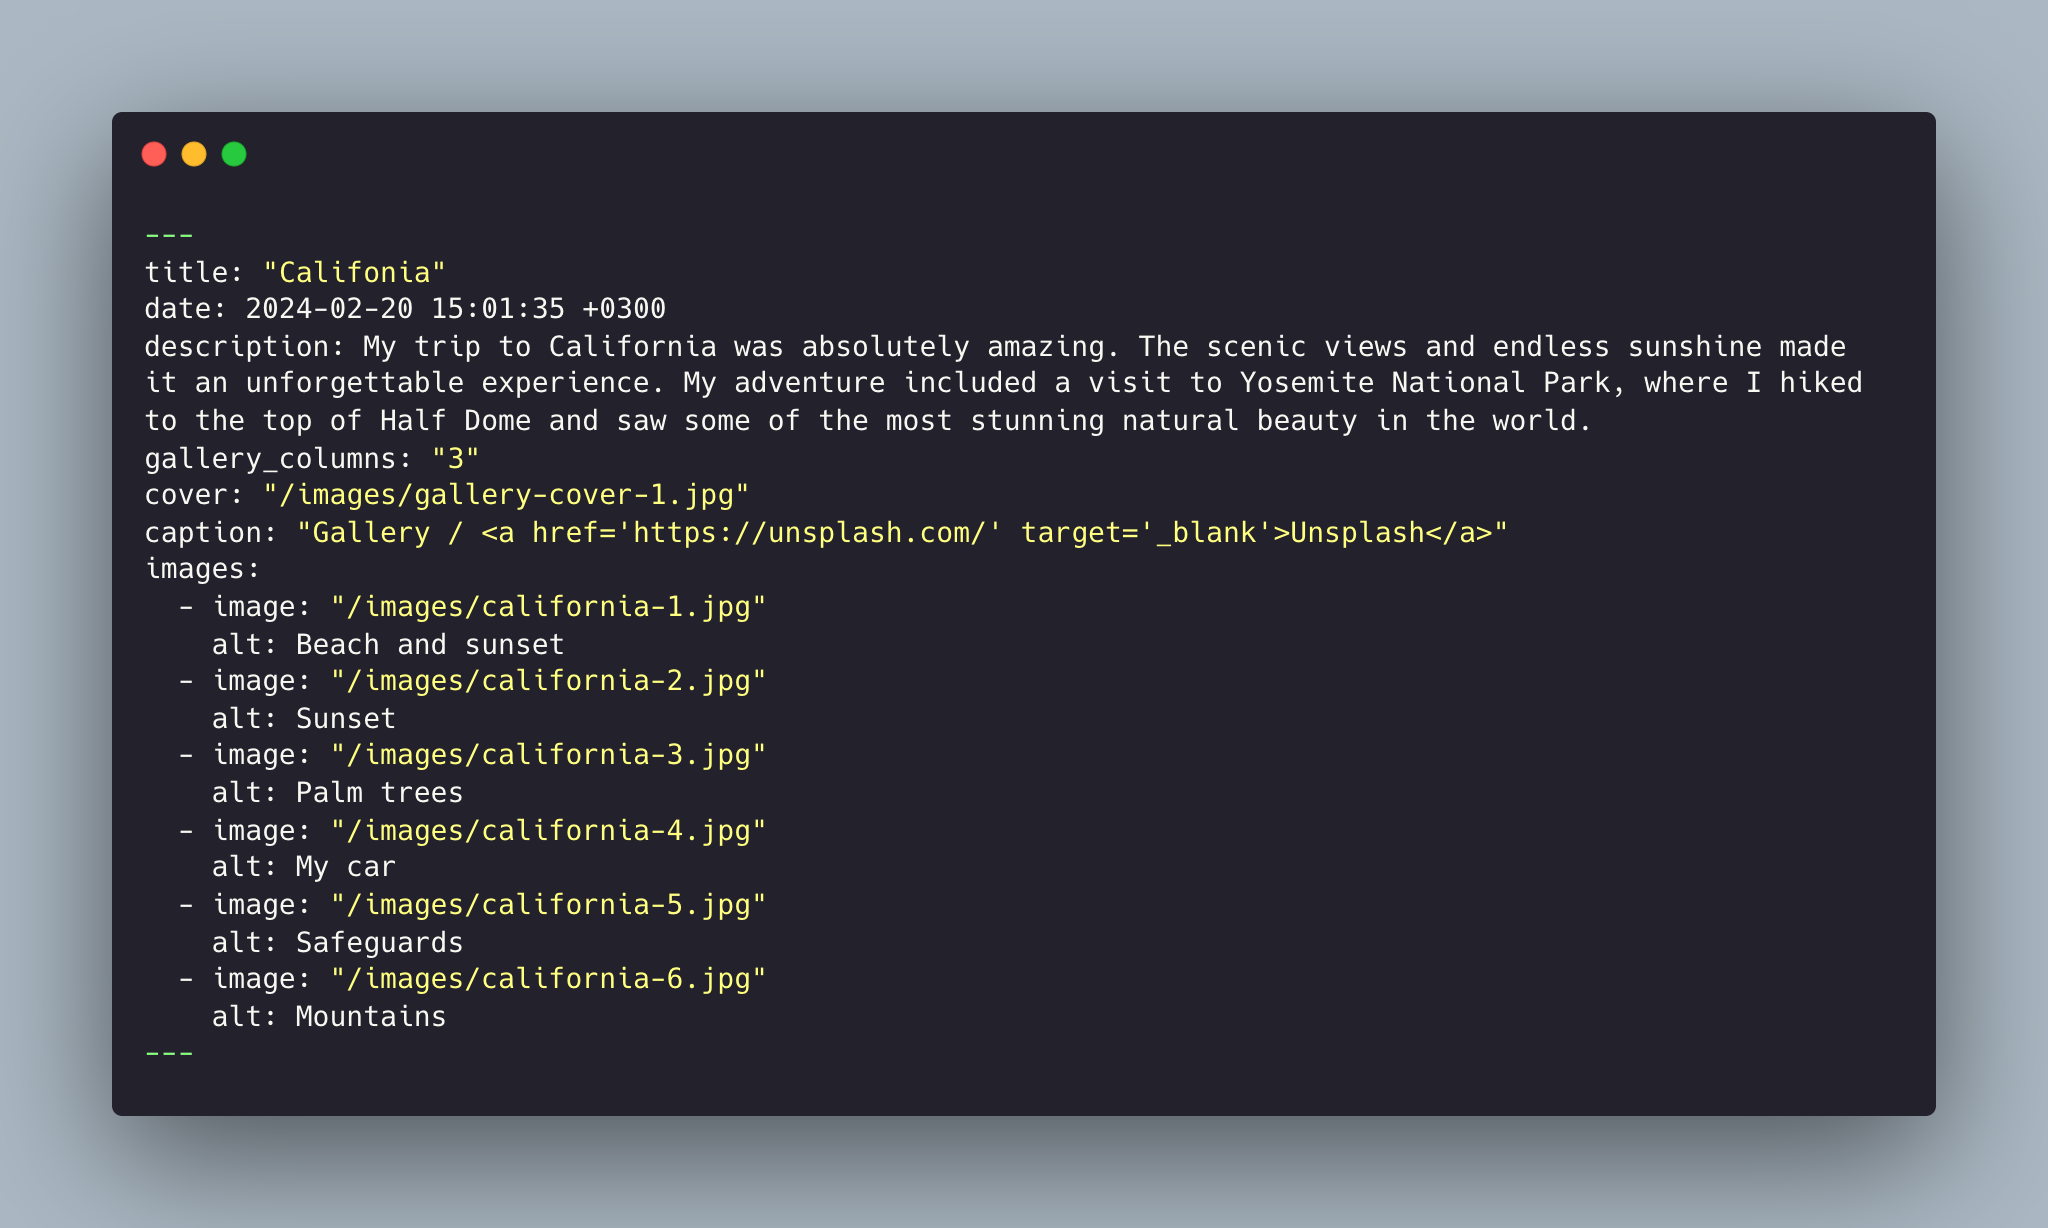 ---
title: "Califonia"
date: 2024-02-20 15:01:35 +0300
description: My trip to California was absolutely amazing. The scenic views and endless sunshine made
it an unforgettable experience. My adventure included a visit to Yosemite National Park, where I hiked
to the top of Half Dome and saw some of the most stunning natural beauty in the world.
gallery_columns: "3"
cover: "/images/gallery-cover-1.jpg"
caption: "Gallery / <a href='https://unsplash.com/' target='_blank'>Unsplash</a>"
images:
  - image: "/images/california-1.jpg"
    alt: Beach and sunset
  - image: "/images/california-2.jpg"
    alt: Sunset
  - image: "/images/california-3.jpg"
    alt: Palm trees
  - image: "/images/california-4.jpg"
    alt: My car
  - image: "/images/california-5.jpg"
    alt: Safeguards
  - image: "/images/california-6.jpg"
    alt: Mountains
---